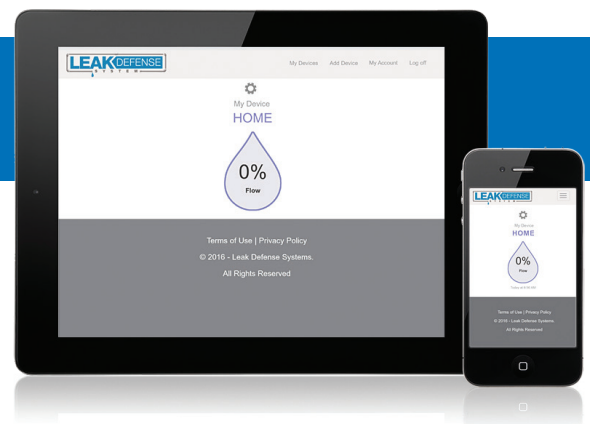 LEAK DEFENSE
SYSTEM
My Devices Add Device My Account Log off
My Device
HOME
0%
Flow
Terms of Use | Privacy Policy
© 2016 - Leak Defense Systems.
All Rights Reserved
LEAK DEFENSE
My Device
HOME
0%
Flow
Terms of Use | Privacy Policy
© 2016 - Leak Defense Systems.
All Rights Reserved